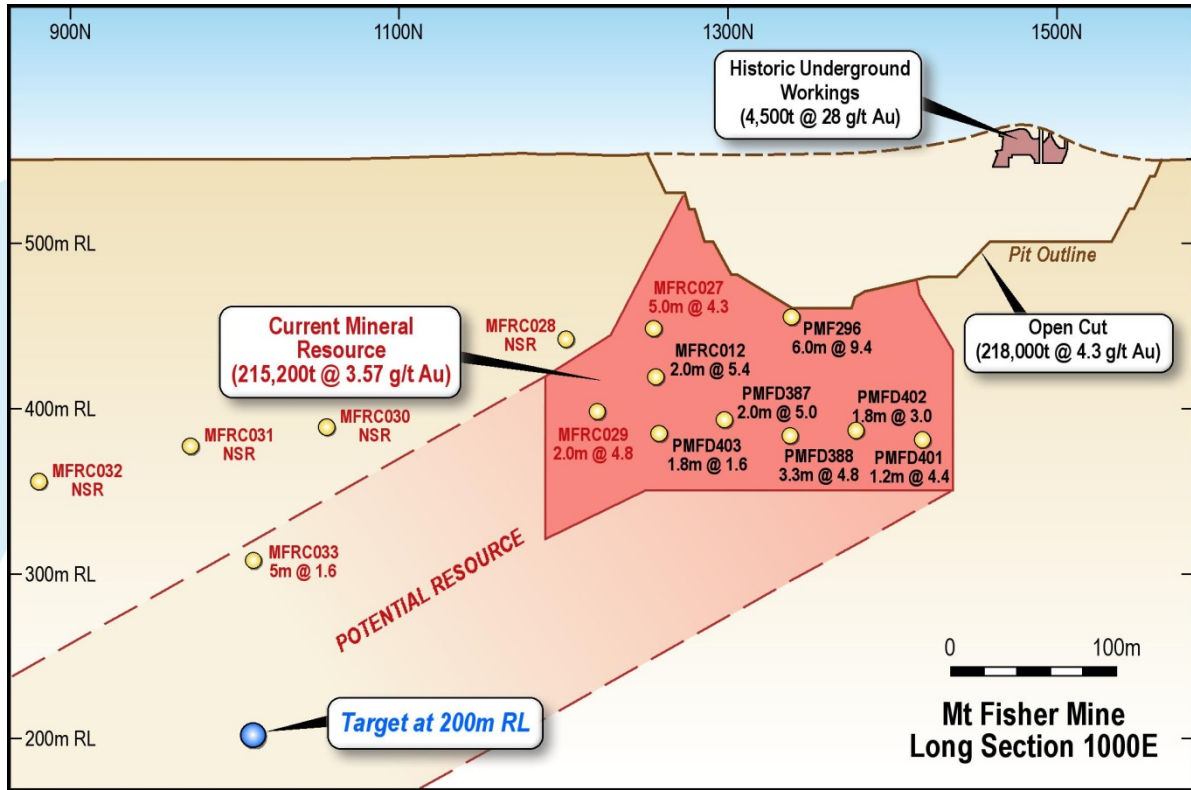 900N
1100N
1300N
1500N
Historic Underground
Workings
(4,500t @ 28 g/t Au)
500m RL
Pit Outline
MFRC027
5.0m @ 4.3
MFRC028
NSR
PMF296
6.0m @ 9.4
Open Cut
(218,000t @ 4.3 g/t Au)
Current Mineral
Resource
(215,200t @ 3.57 g/t Au)
MFRC012
2.0m @ 5.4
400m RL
PMFD387
2.0m @ 5.0
PMFD402
1.8m @ 3.0
MFRC030
NSR
MFRC031
NSR
MFRC029
2.0m @ 4.8
PMFD403
1.8m @ 1.6
PMFD388
3.3m @ 4.8
PMFD401
1.2m @ 4.4
MFRC032
NSR
MFRC033
5m @ 1.6
300m RL
POTENTIAL RESOURCE
0
100m
200m RL
Target at 200m RL
Mt Fisher Mine
Long Section 1000E